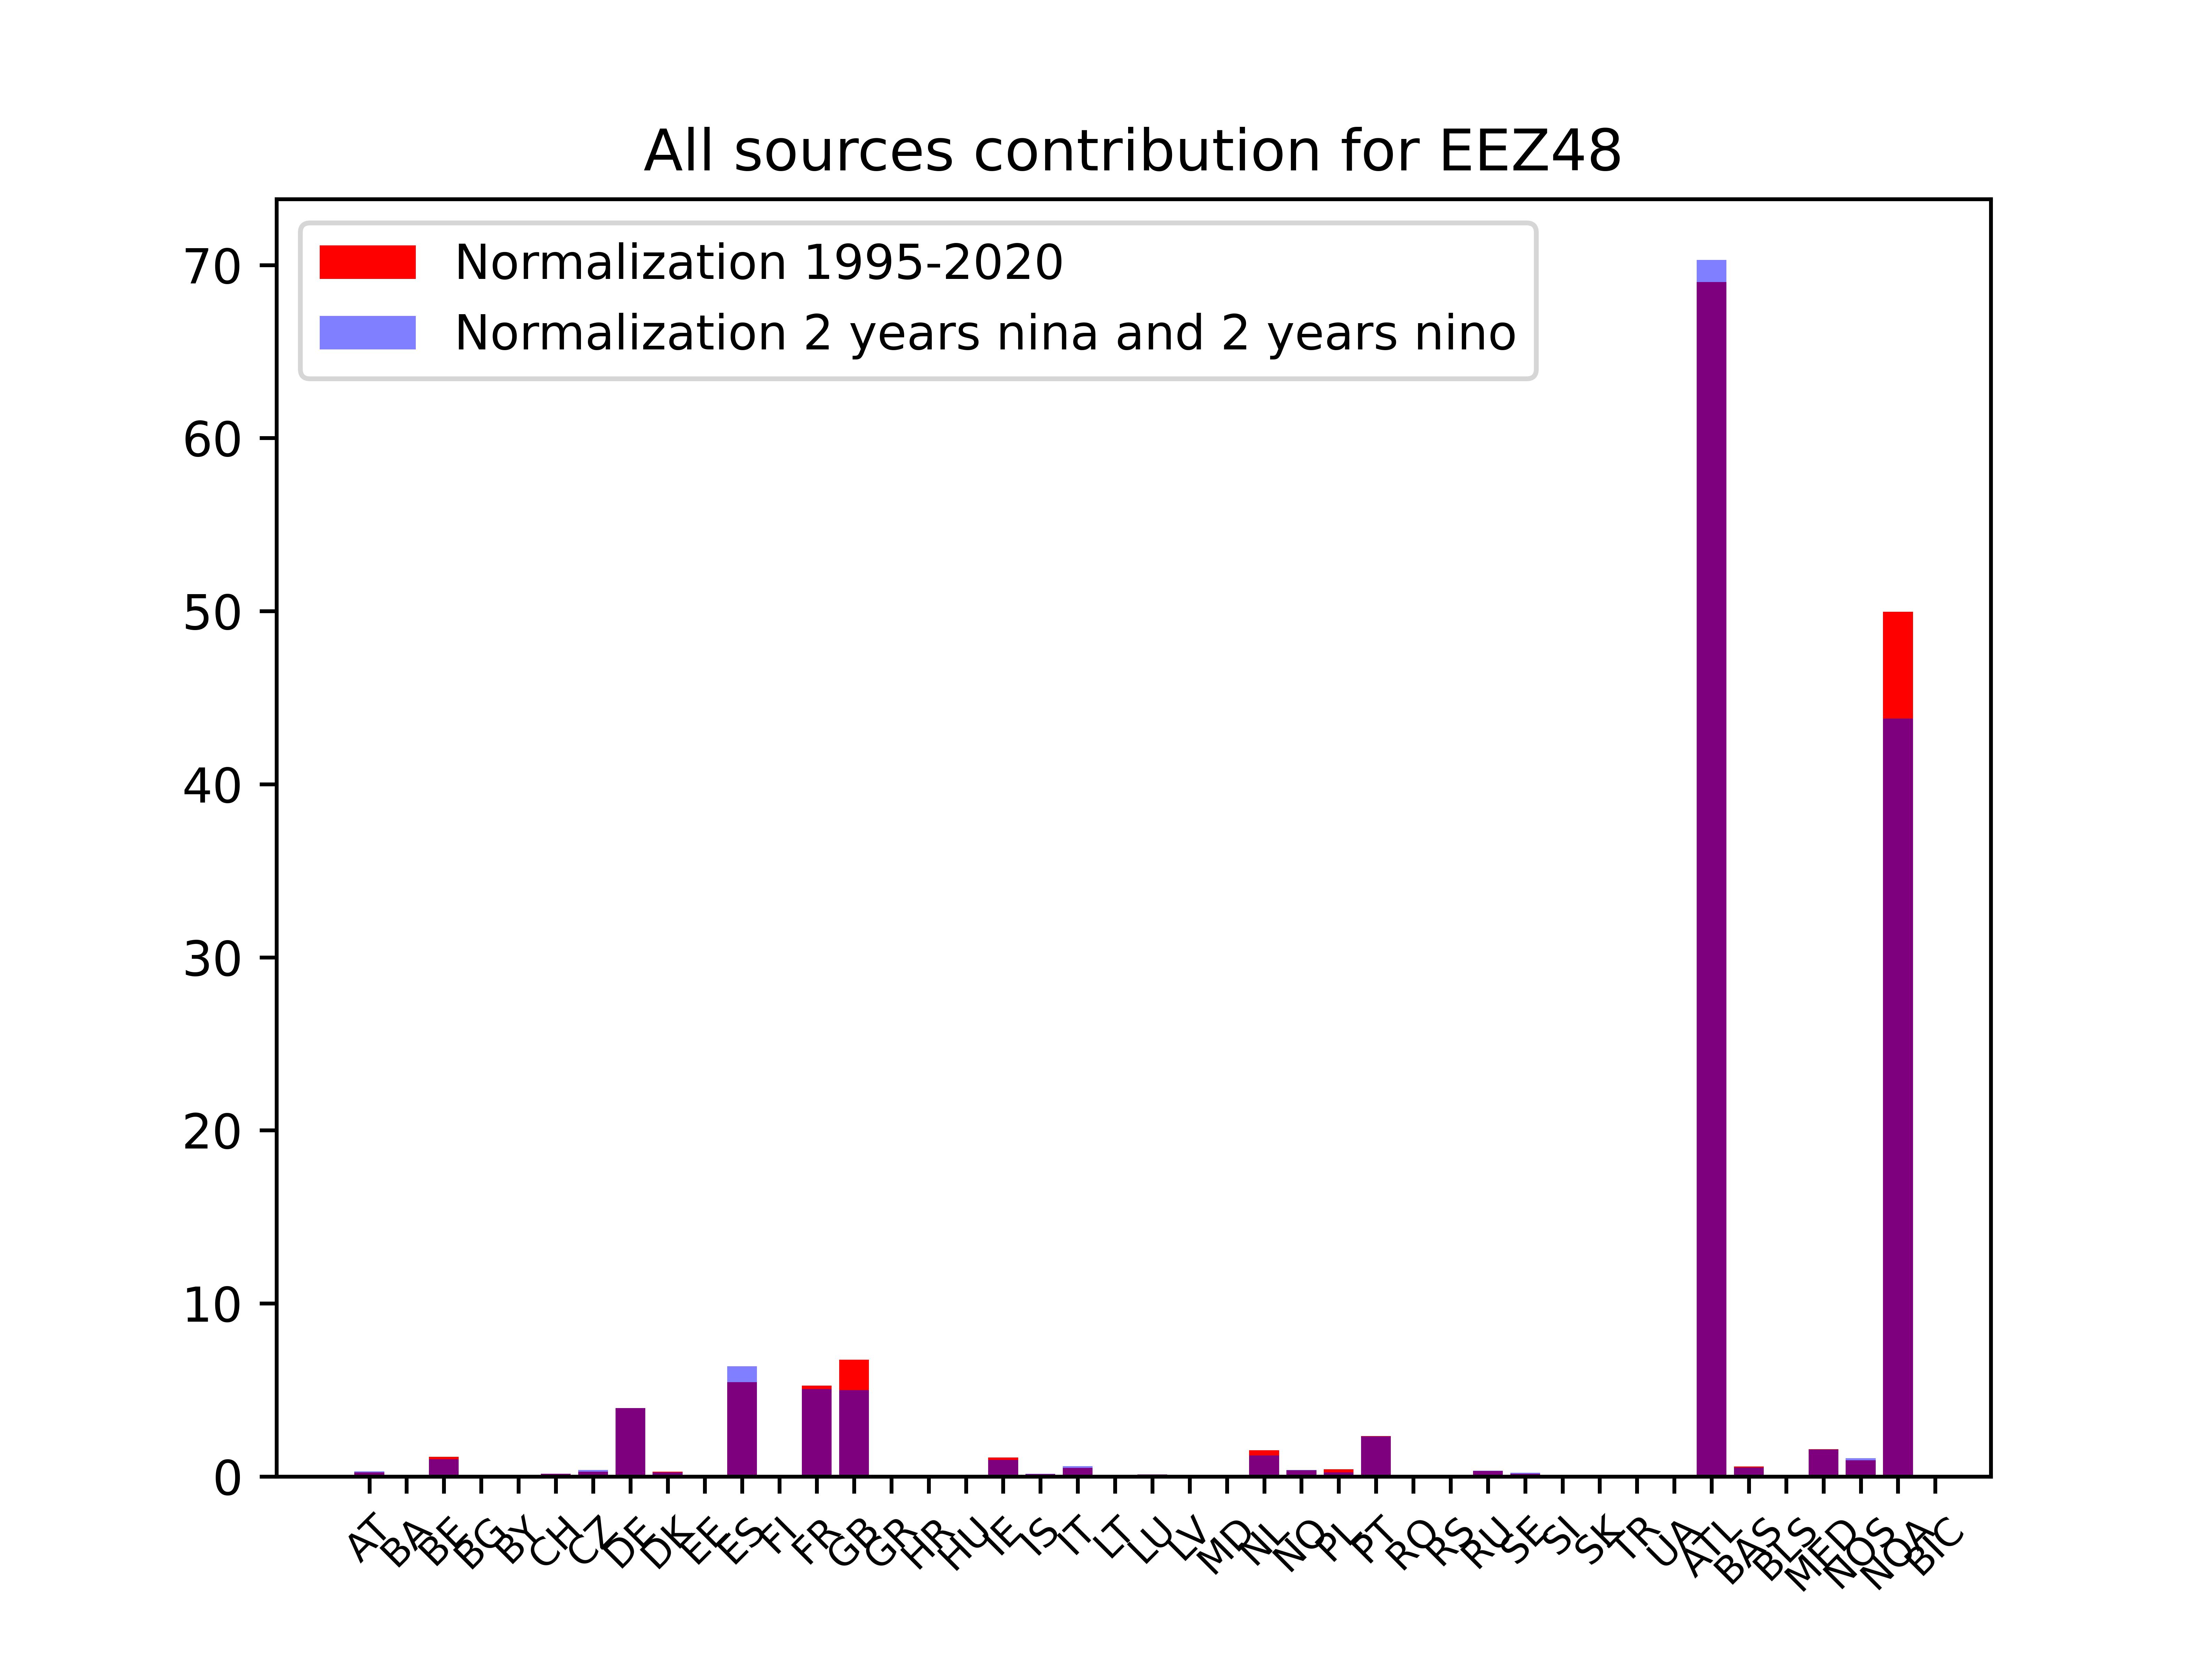 All sources contribution for EEZ48
Normalization 1995-2020
Normalization 2 years nina and 2 years nino
70
60
50
40
30
20
10
0
AT
BA
BE
BG
BY
CH
CZ
DE
DK
EE
ES
FI
FR
GB
GR
HR
HU
IE
IS
IT
LT
LU
LV
MD
NL
NO
PL
PT
RO
RS
RU
SE
SI
SK
TR
UA
ATL
BAS
BLS
MED
NOS
NOA
BIC